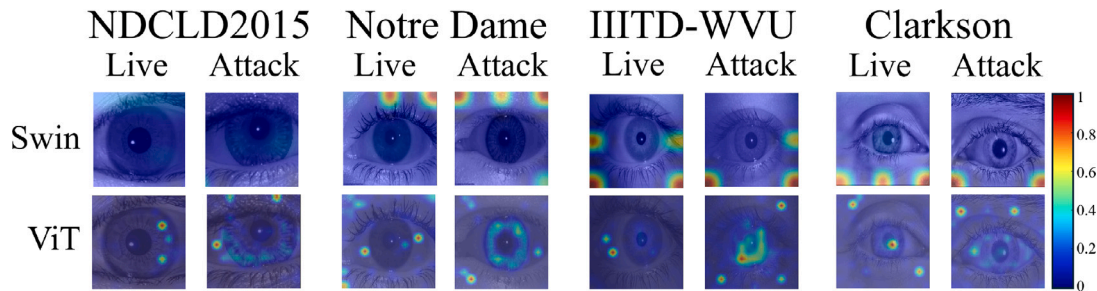 NDCLD2015 Notre Dame IIITD-WVU Clarkson
Live Attack Live Attack Live Attack Live Attack
Swin
ViT
1
0.8
0.6
0.4
0.2
0